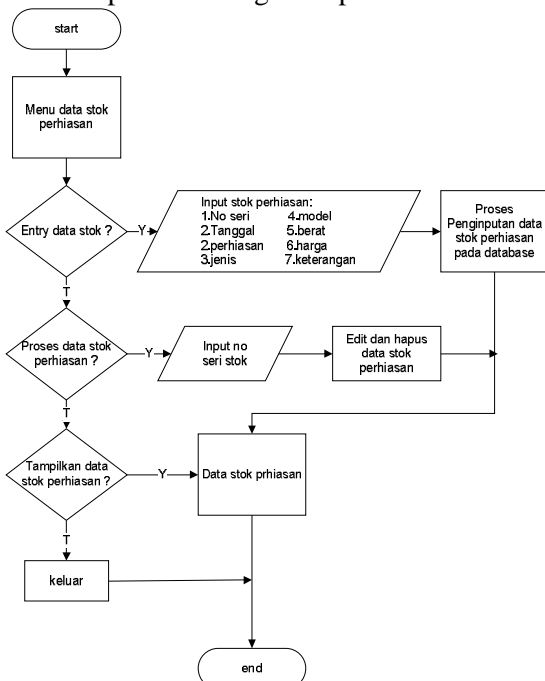 start
Menu data stok
perhiasan
Entry data stok ?
Y
Input stok perhiasan:
1.No seri 4.model
2.Tanggal 5.berat
2.perhiasan 6.harga
3.jenis 7.keterangan
Proses
Penginputan data
stok perhiasan
pada database
T
Proses data stok
perhiasan ?
Y
Input no
seri stok
Edit dan hapus
data stok
perhiasan
T
Tampilkan data
stok perhiasan ?
Y
Data stok prhiasan
T
keluar
end